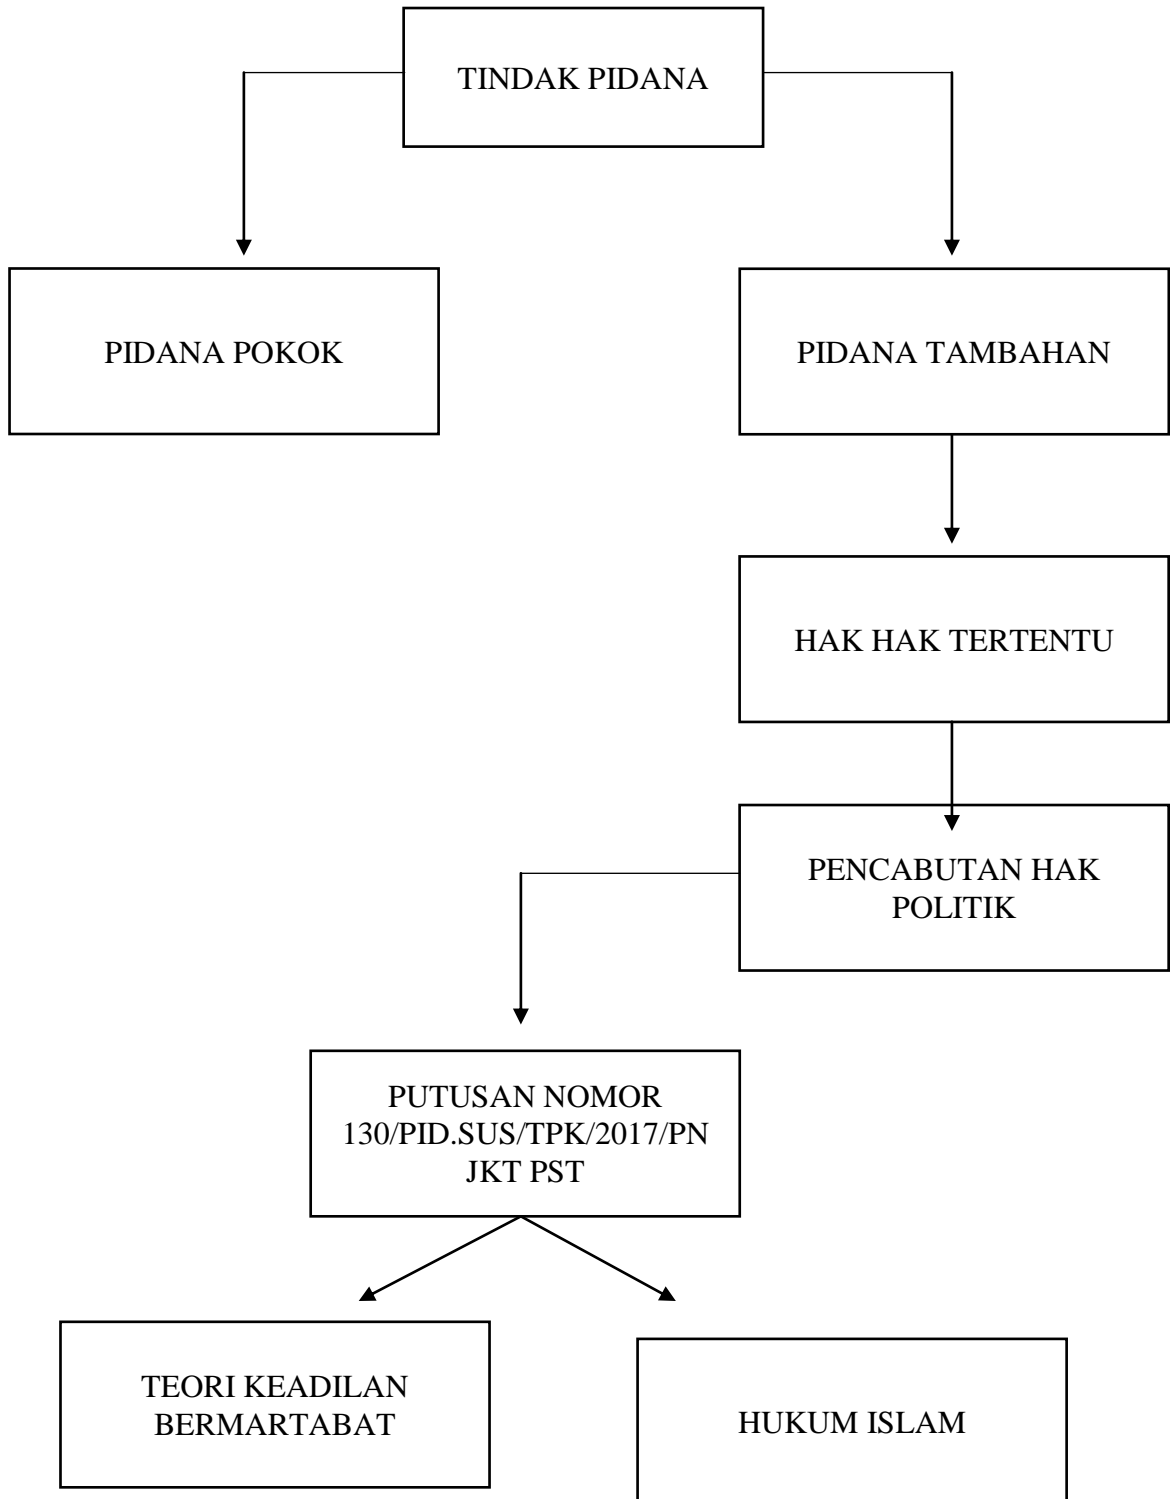 TINDAK PIDANA
PIDANA POKOK
PIDANA TAMBAHAN
HAK HAK TERTENTU
PENCABUTAN HAK
POLITIK
PUTUSAN NOMOR
130/PID.SUS/TPK/2017/PN
JKT PST
TEORI KEADILAN
BERMARTABAT
HUKUM ISLAM